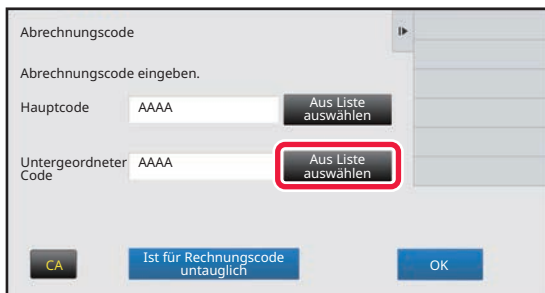 Abrechnungscode
Abrechnungscode eingeben.
Hauptcode AAAA Aus Liste
auswählen
Untergeordneter AAAA Aus Liste
Code auswählen
CA Ist für Rechnungscode OK
untauglich